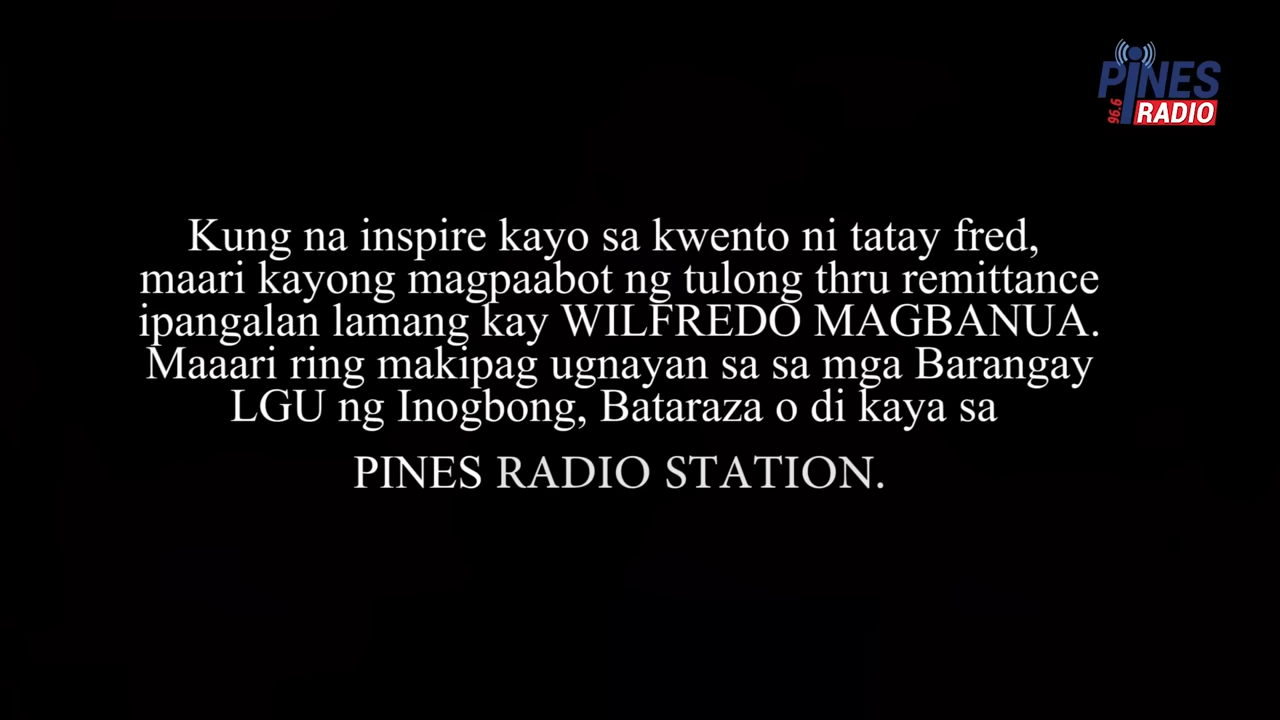 PINES
96.6 RADIO
Kung na inspire kayo sa kwento ni tatay fred,
maari kayong magpaabot ng tulong thru remittance
ipangalan lamang kay WILFREDO MAGBANUA.
Maaari ring makipag ugnayan sa sa mga Barangay
LGU ng Inogbong, Bataraza o di kaya sa
PINES RADIO STATION.